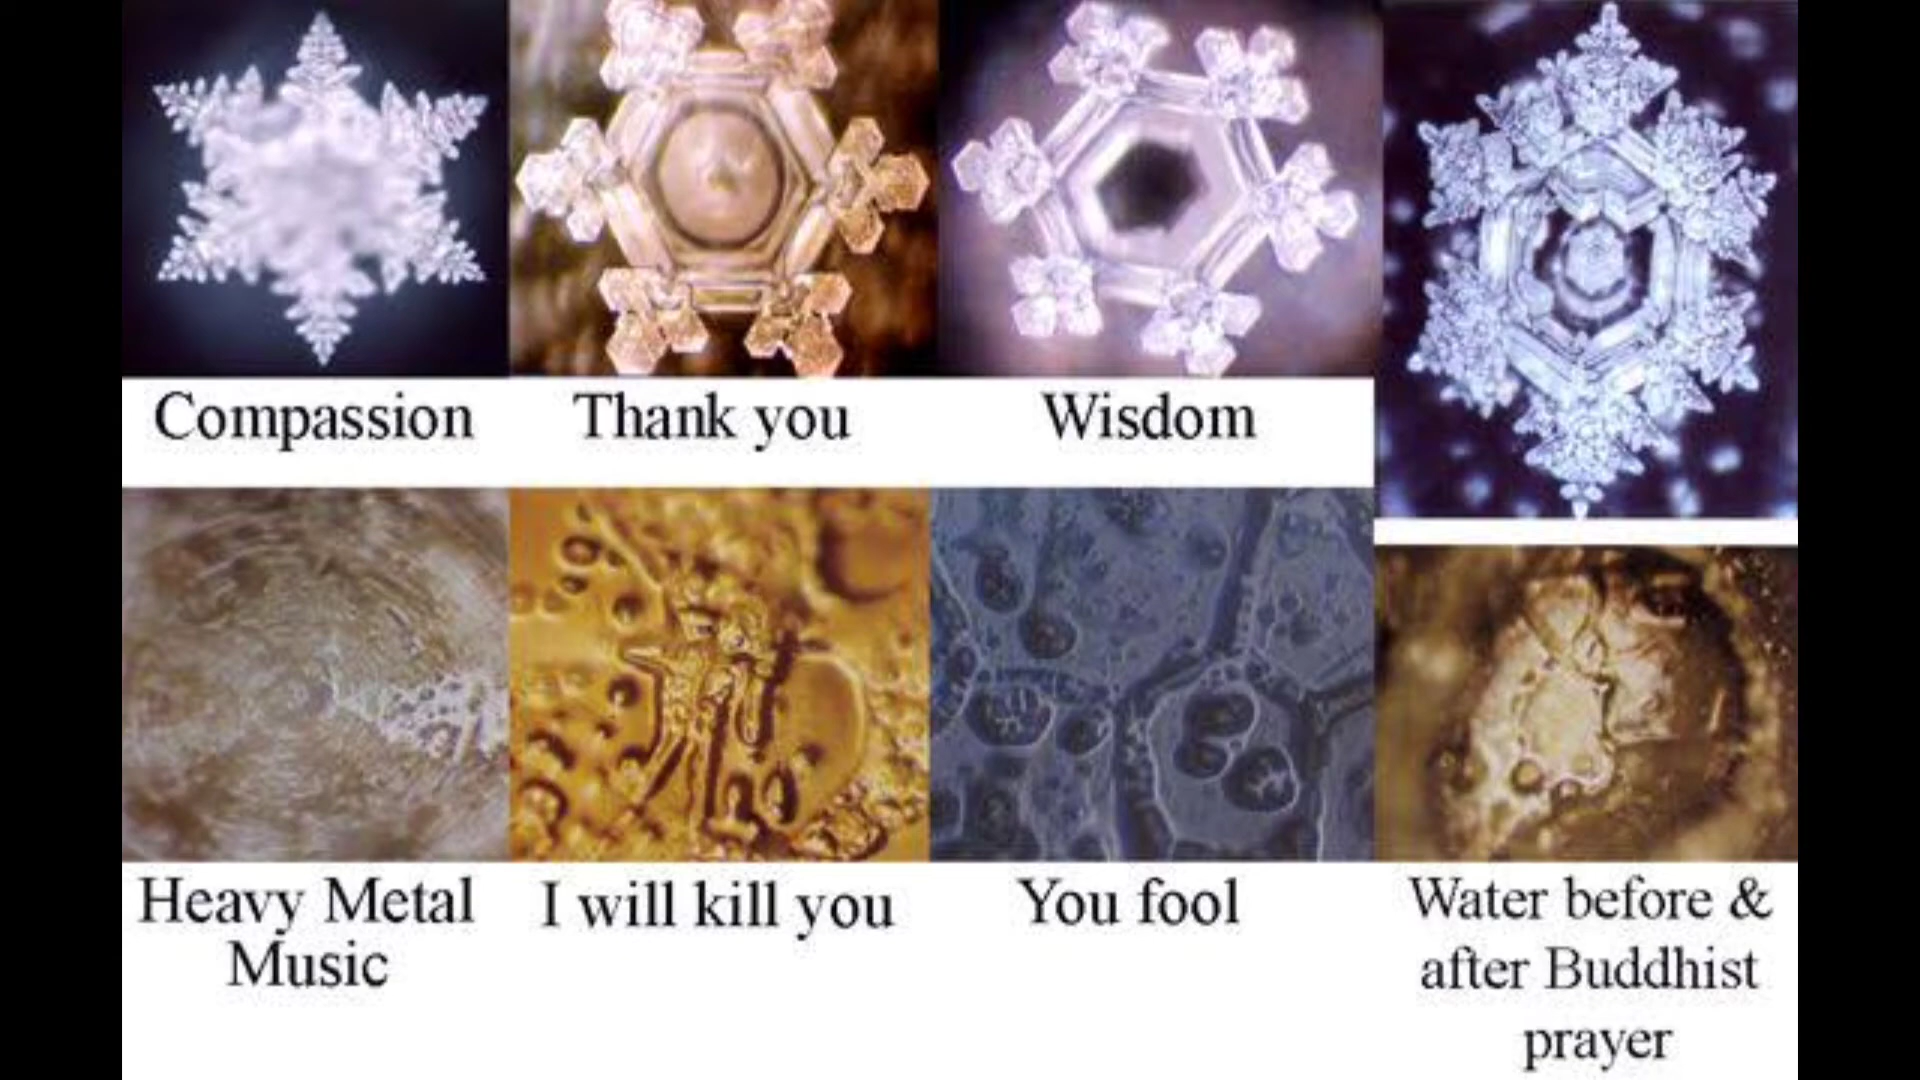 Compassion
Thank you
Wisdom
Heavy Metal
Music
I will kill you
You fool
Water before &
after Buddhist
prayer